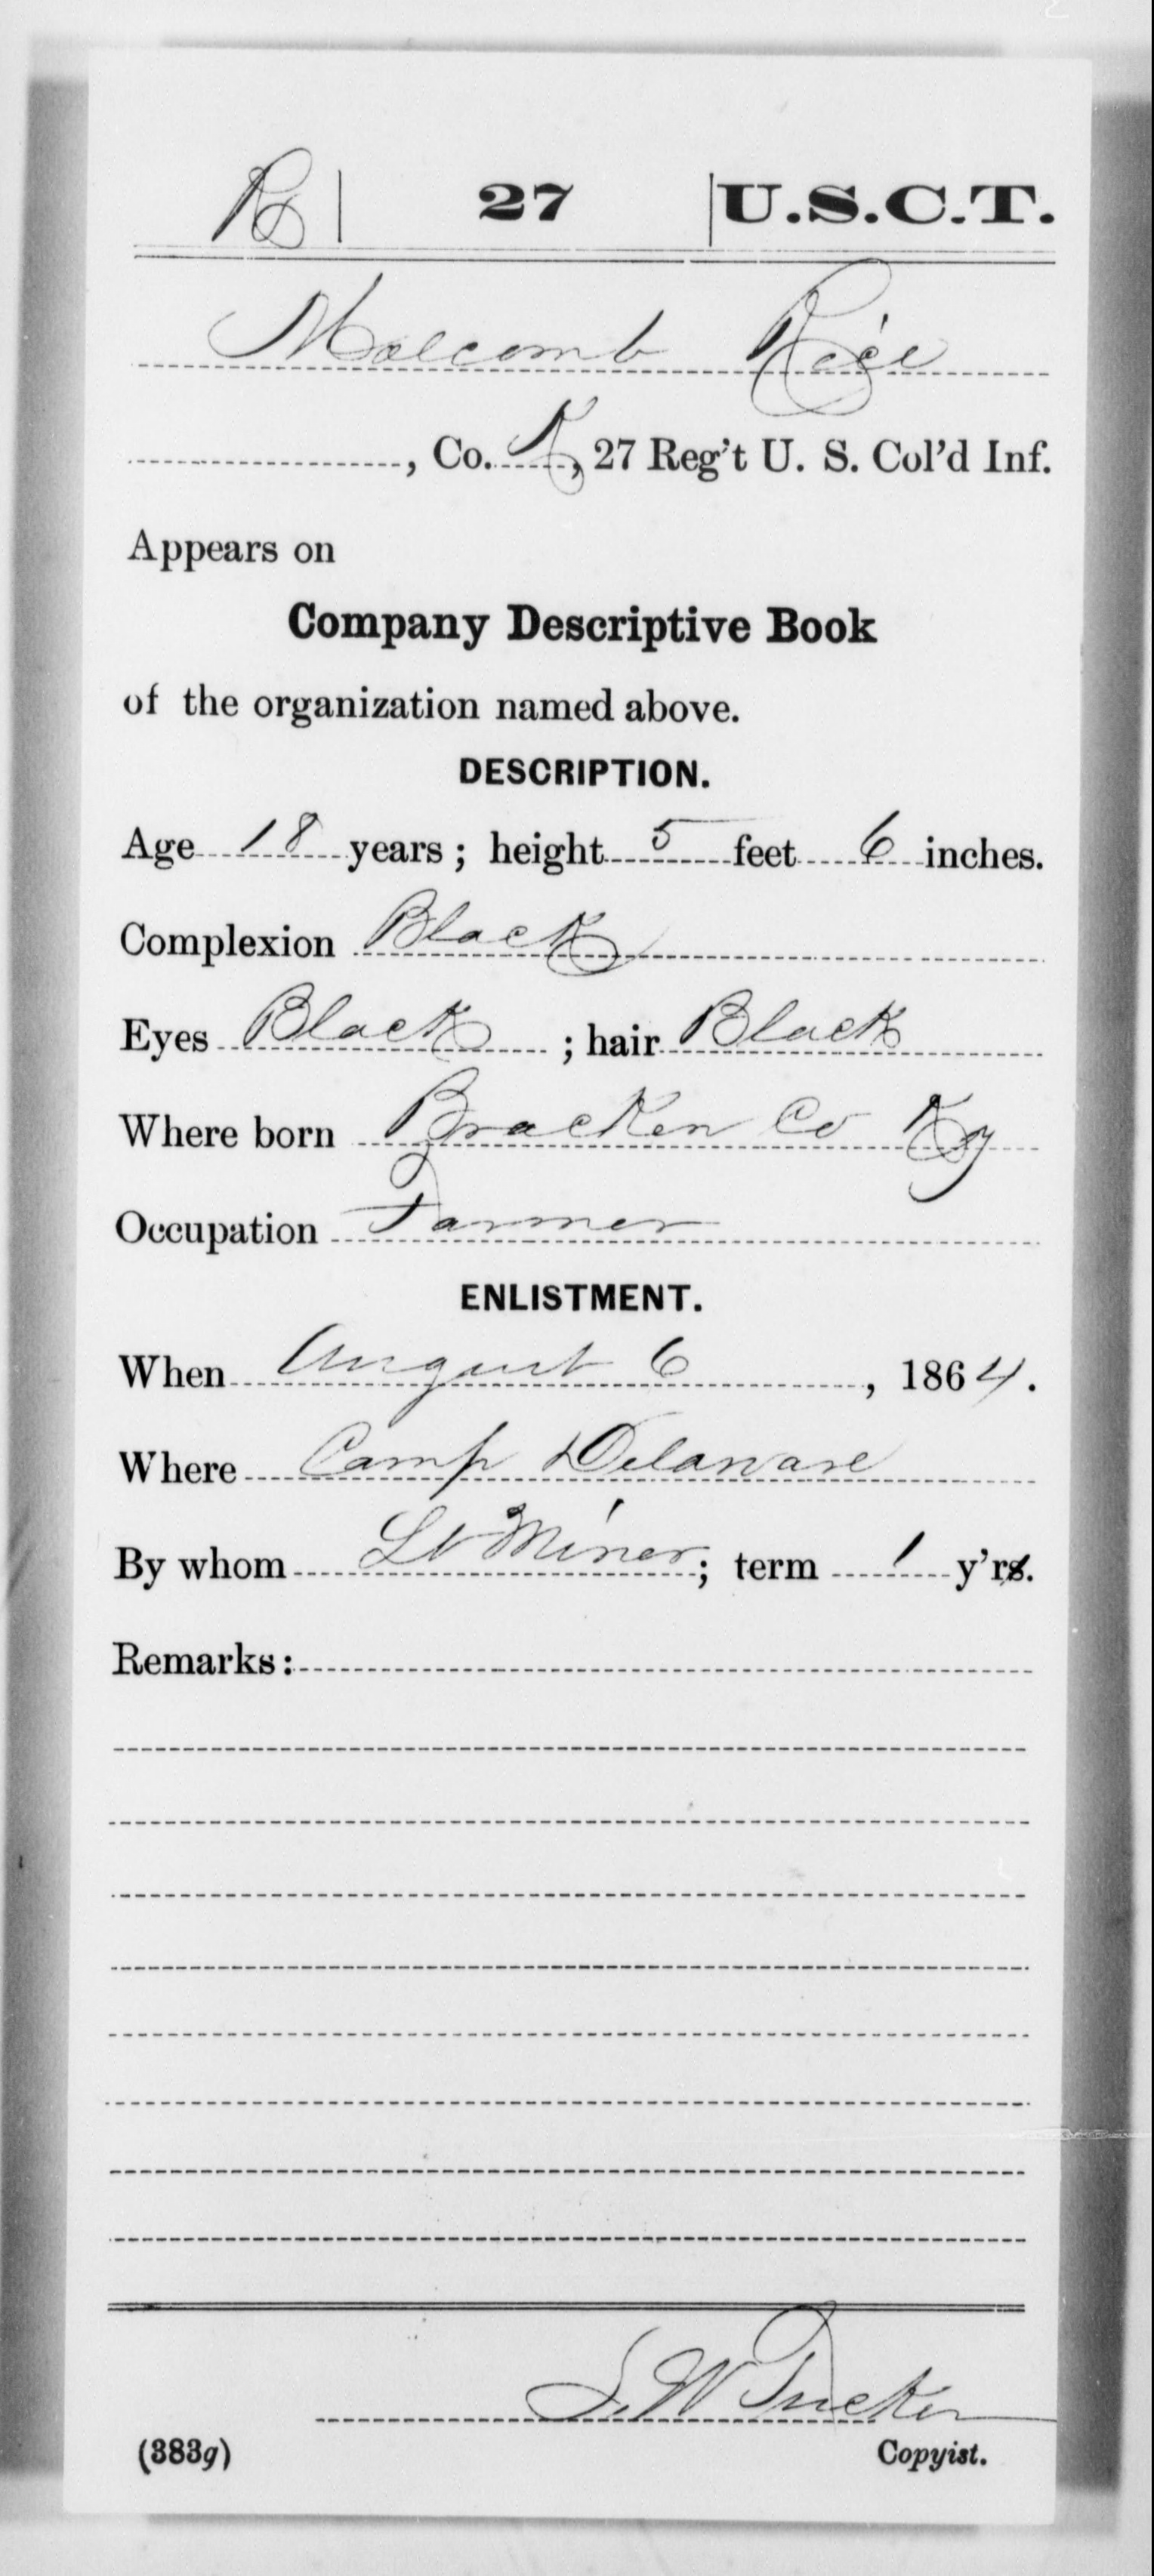 R | 27 | U.S.C.T.
Malcomb Rice
, Co. K, 27 Reg't U. S. Col'd Inf.
Appears on
Company Descriptive Book
of the organization named above.
DESCRIPTION.
Age 18 years; height 5 feet 6 inches.
Complexion Black
Eyes Black ; hair Black
Where born Bracken Co Ky
Occupation Farmer
ENLISTMENT.
When August 6, 1864.
Where Camp Delaware
By whom Lt Miner; term 1 y'rs.
Remarks:
S. W. Tucker
(383g) Copyist.